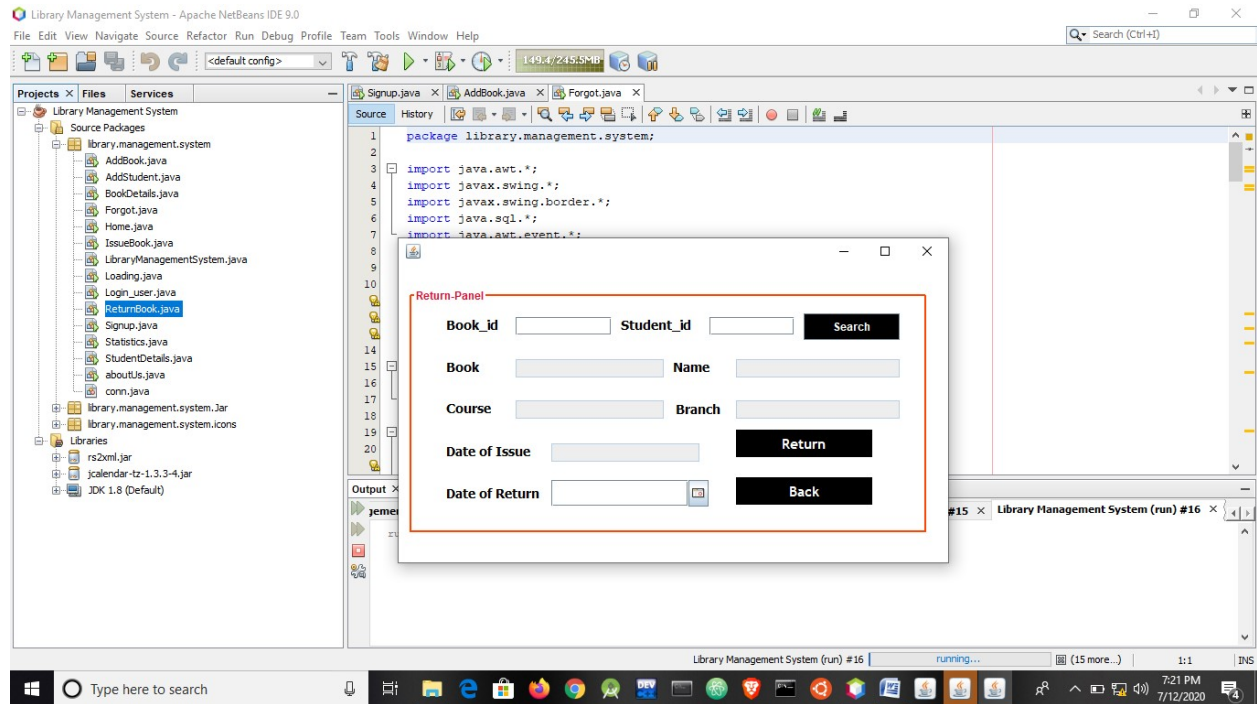 Library Management System - Apache NetBeans IDE 9.0
File Edit View Navigate Source Refactor Run Debug Profile Team Tools Window Help
Search (Ctrl+I)
<default config>
149.4/245.5MB
Projects Files Services
Signup.java AddBook.java Forgot.java
Source History
Library Management System
Source Packages
library.management.system
AddBook.java
AddStudent.java
BookDetails.java
Forgot.java
Home.java
IssueBook.java
LibraryManagementSystem.java
Loading.java
Login_user.java
ReturnBook.java
Signup.java
Statistics.java
StudentDetails.java
aboutUs.java
conn.java
library.management.system.Jar
library.management.system.icons
Libraries
rs2xml.jar
jcalendar-tz-1.3.3-4.jar
JDK 1.8 (Default)
1 package library.management.system;
2
3 import java.awt.*;
4 import javax.swing.*;
5 import javax.swing.border.*;
6 import java.sql.*;
7 import java.awt.event.*;
8
9
10
14
15
16
17
18
19
20
Return-Panel
Book_id Student_id Search
Book Name
Course Branch
Date of Issue Return
Date of Return Back
Output
#15 Library Management System (run) #16
Library Management System (run) #16 running... (15 more...) 1:1 INS
Type here to search
DEV
7:21 PM
7/12/2020
4